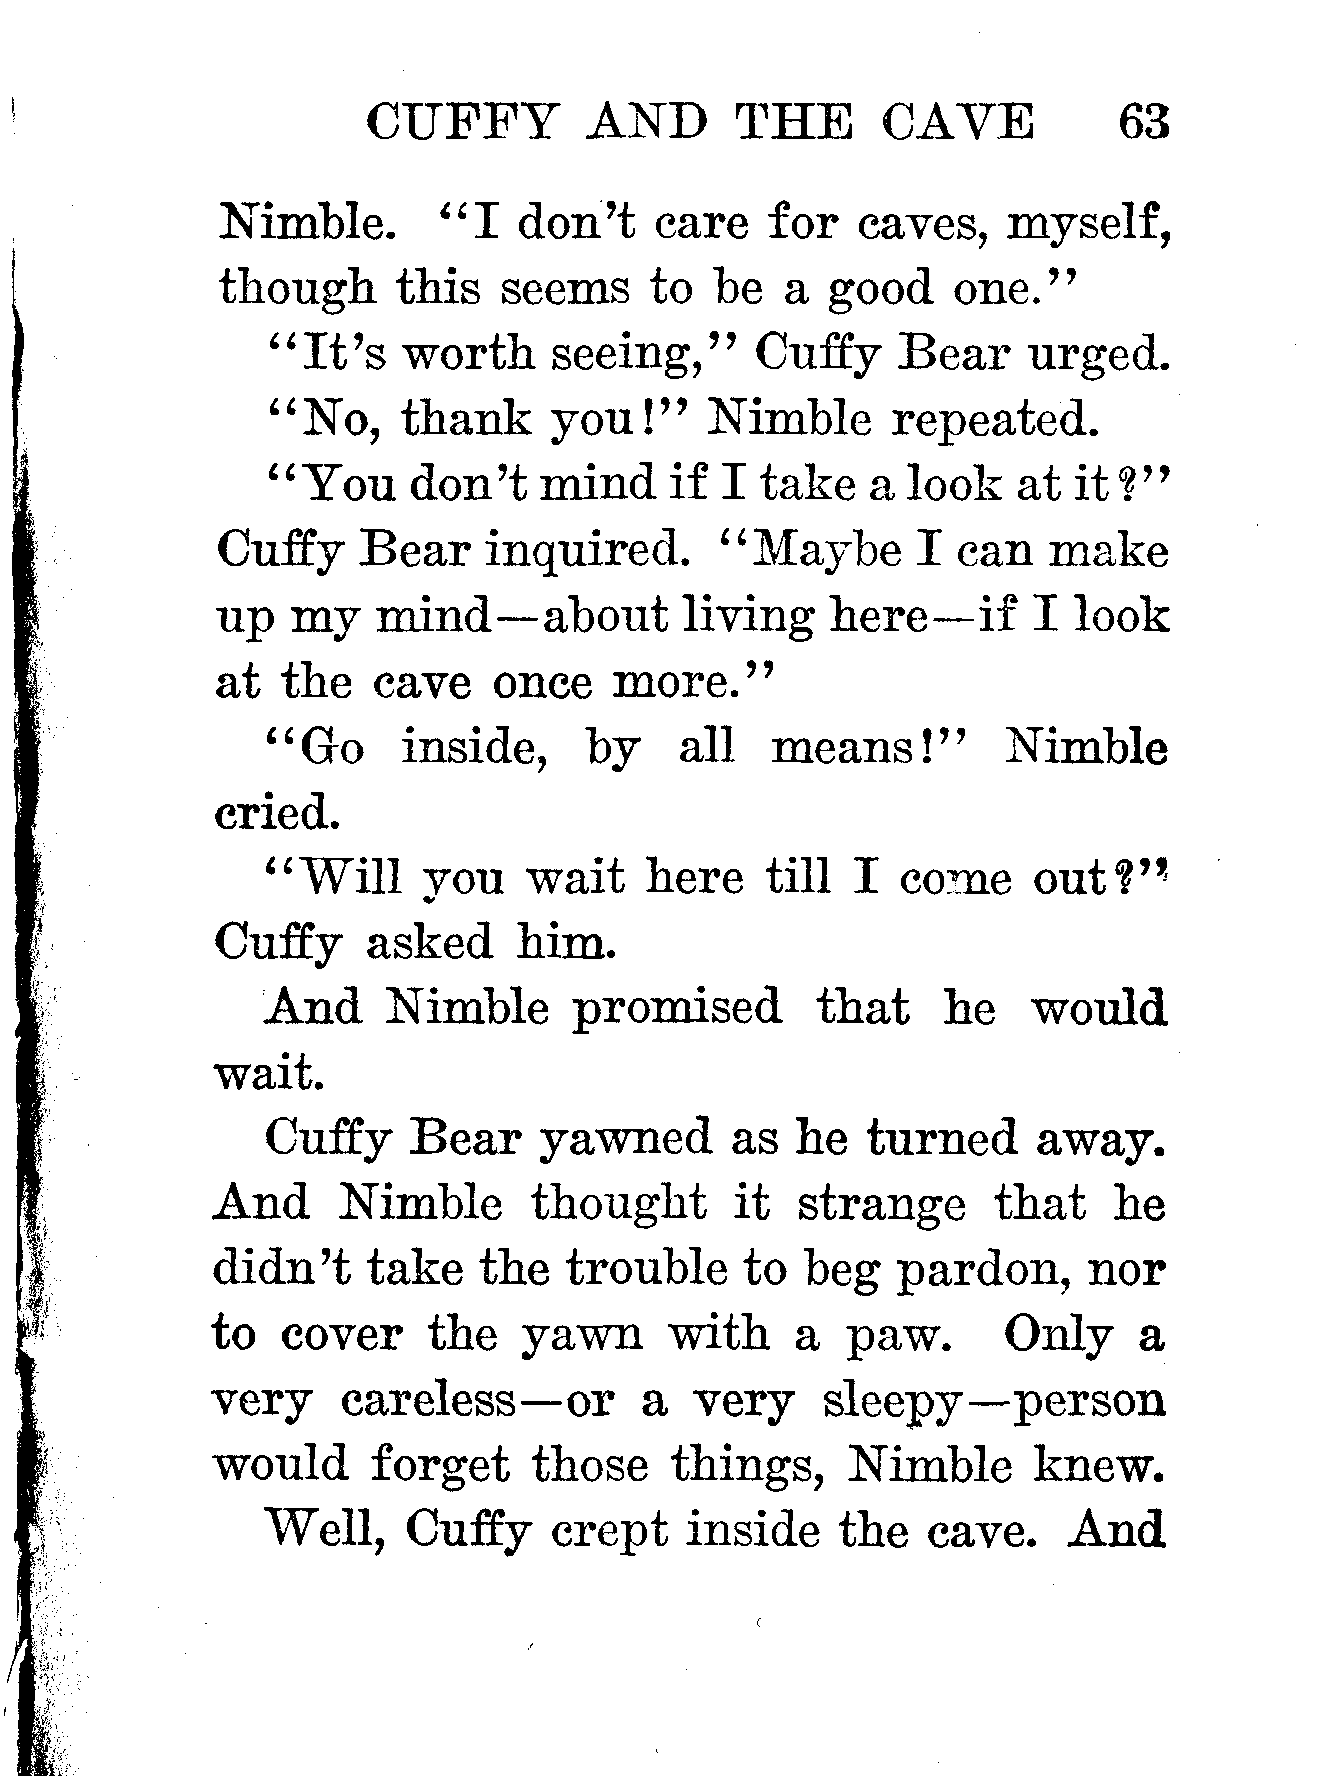 CUFFY AND THE CAVE 63
Nimble. "I don't care for caves, myself,
though this seems to be a good one."
"It's worth seeing," Cuffy Bear urged.
"No, thank you!" Nimble repeated.
"You don't mind if I take a look at it?"
Cuffy Bear inquired. "Maybe I can make
up my mind—about living here—if I look
at the cave once more."
"Go inside, by all means!" Nimble
cried.
"Will you wait here till I come out?"
Cuffy asked him.
And Nimble promised that he would
wait.
Cuffy Bear yawned as he turned away.
And Nimble thought it strange that he
didn't take the trouble to beg pardon, nor
to cover the yawn with a paw. Only a
very careless—or a very sleepy—person
would forget those things, Nimble knew.
Well, Cuffy crept inside the cave. And